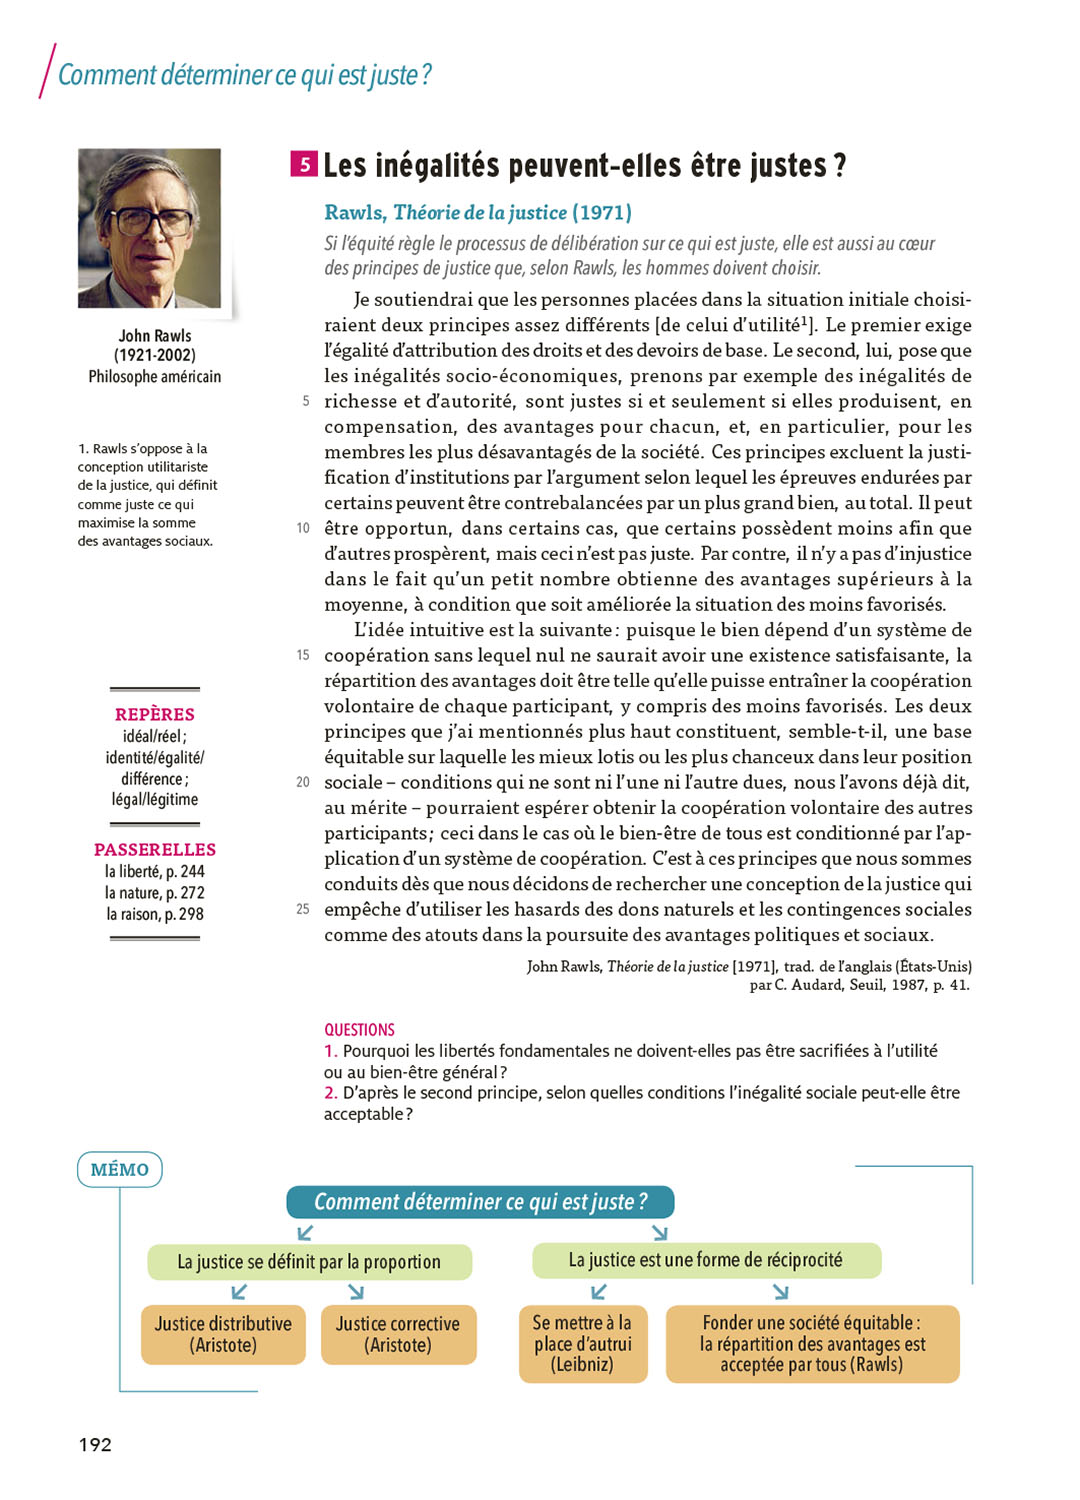 Comment déterminer ce qui est juste ?
5 Les inégalités peuvent-elles être justes ?
Rawls, Théorie de la justice (1971)
Si l'équité règle le processus de délibération sur ce qui est juste, elle est aussi au cœur
des principes de justice que, selon Rawls, les hommes doivent choisir.
John Rawls
(1921-2002)
Philosophe américain
1. Rawls s'oppose à la
conception utilitariste
de la justice, qui définit
comme juste ce qui
maximise la somme
des avantages sociaux.
REPÈRES
idéal/réel ;
identité/égalité/
différence ;
légal/légitime
PASSERELLES
la liberté, p. 244
la nature, p. 272
la raison, p. 298
Je soutiendrai que les personnes placées dans la situation initiale choisi-
raient deux principes assez différents [de celui d'utilité¹]. Le premier exige
l'égalité d'attribution des droits et des devoirs de base. Le second, lui, pose que
les inégalités socio-économiques, prenons par exemple des inégalités de
5 richesse et d'autorité, sont justes si et seulement si elles produisent, en
compensation, des avantages pour chacun, et, en particulier, pour les
membres les plus désavantagés de la société. Ces principes excluent la justi-
fication d'institutions par l'argument selon lequel les épreuves endurées par
certains peuvent être contrebalancées par un plus grand bien, au total. Il peut
10 être opportun, dans certains cas, que certains possèdent moins afin que
d'autres prospèrent, mais ceci n'est pas juste. Par contre, il n'y a pas d'injustice
dans le fait qu'un petit nombre obtienne des avantages supérieurs à la
moyenne, à condition que soit améliorée la situation des moins favorisés.
L'idée intuitive est la suivante : puisque le bien dépend d'un système de
15 coopération sans lequel nul ne saurait avoir une existence satisfaisante, la
répartition des avantages doit être telle qu'elle puisse entraîner la coopération
volontaire de chaque participant, y compris des moins favorisés. Les deux
principes que j'ai mentionnés plus haut constituent, semble-t-il, une base
équitable sur laquelle les mieux lotis ou les plus chanceux dans leur position
20 sociale – conditions qui ne sont ni l'une ni l'autre dues, nous l'avons déjà dit,
au mérite – pourraient espérer obtenir la coopération volontaire des autres
participants ; ceci dans le cas où le bien-être de tous est conditionné par l'ap-
plication d'un système de coopération. C'est à ces principes que nous sommes
conduits dès que nous décidons de rechercher une conception de la justice qui
25 empêche d'utiliser les hasards des dons naturels et les contingences sociales
comme des atouts dans la poursuite des avantages politiques et sociaux.
John Rawls, Théorie de la justice [1971], trad. de l'anglais (États-Unis)
par C. Audard, Seuil, 1987, p. 41.
QUESTIONS
1. Pourquoi les libertés fondamentales ne doivent-elles pas être sacrifiées à l'utilité
ou au bien-être général ?
2. D'après le second principe, selon quelles conditions l'inégalité sociale peut-elle être
acceptable ?
MÉMO
Comment déterminer ce qui est juste ?
La justice se définit par la proportion
La justice est une forme de réciprocité
Justice distributive
(Aristote)
Justice corrective
(Aristote)
Se mettre à la
place d'autrui
(Leibniz)
Fonder une société équitable :
la répartition des avantages est
acceptée par tous (Rawls)
192